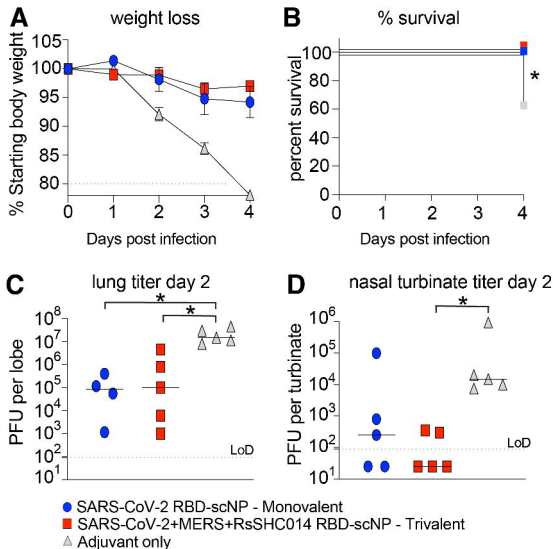 A
weight loss
% Starting body weight
105
100
95
90
85
80
0 1 2 3 4
Days post infection
B
% survival
percent survival
100
80
60
40
20
0
*
0 1 2 3 4
Days post infection
C
lung titer day 2
PFU per lobe
10⁸
10⁷
10⁶
10⁵
10⁴
10³
10²
10¹
*
*
LoD
D
nasal turbinate titer day 2
PFU per turbinate
10⁶
10⁵
10⁴
10³
10²
10¹
*
LoD
SARS-CoV-2 RBD-scNP - Monovalent
SARS-CoV-2+MERS+RsSHC014 RBD-scNP - Trivalent
Adjuvant only